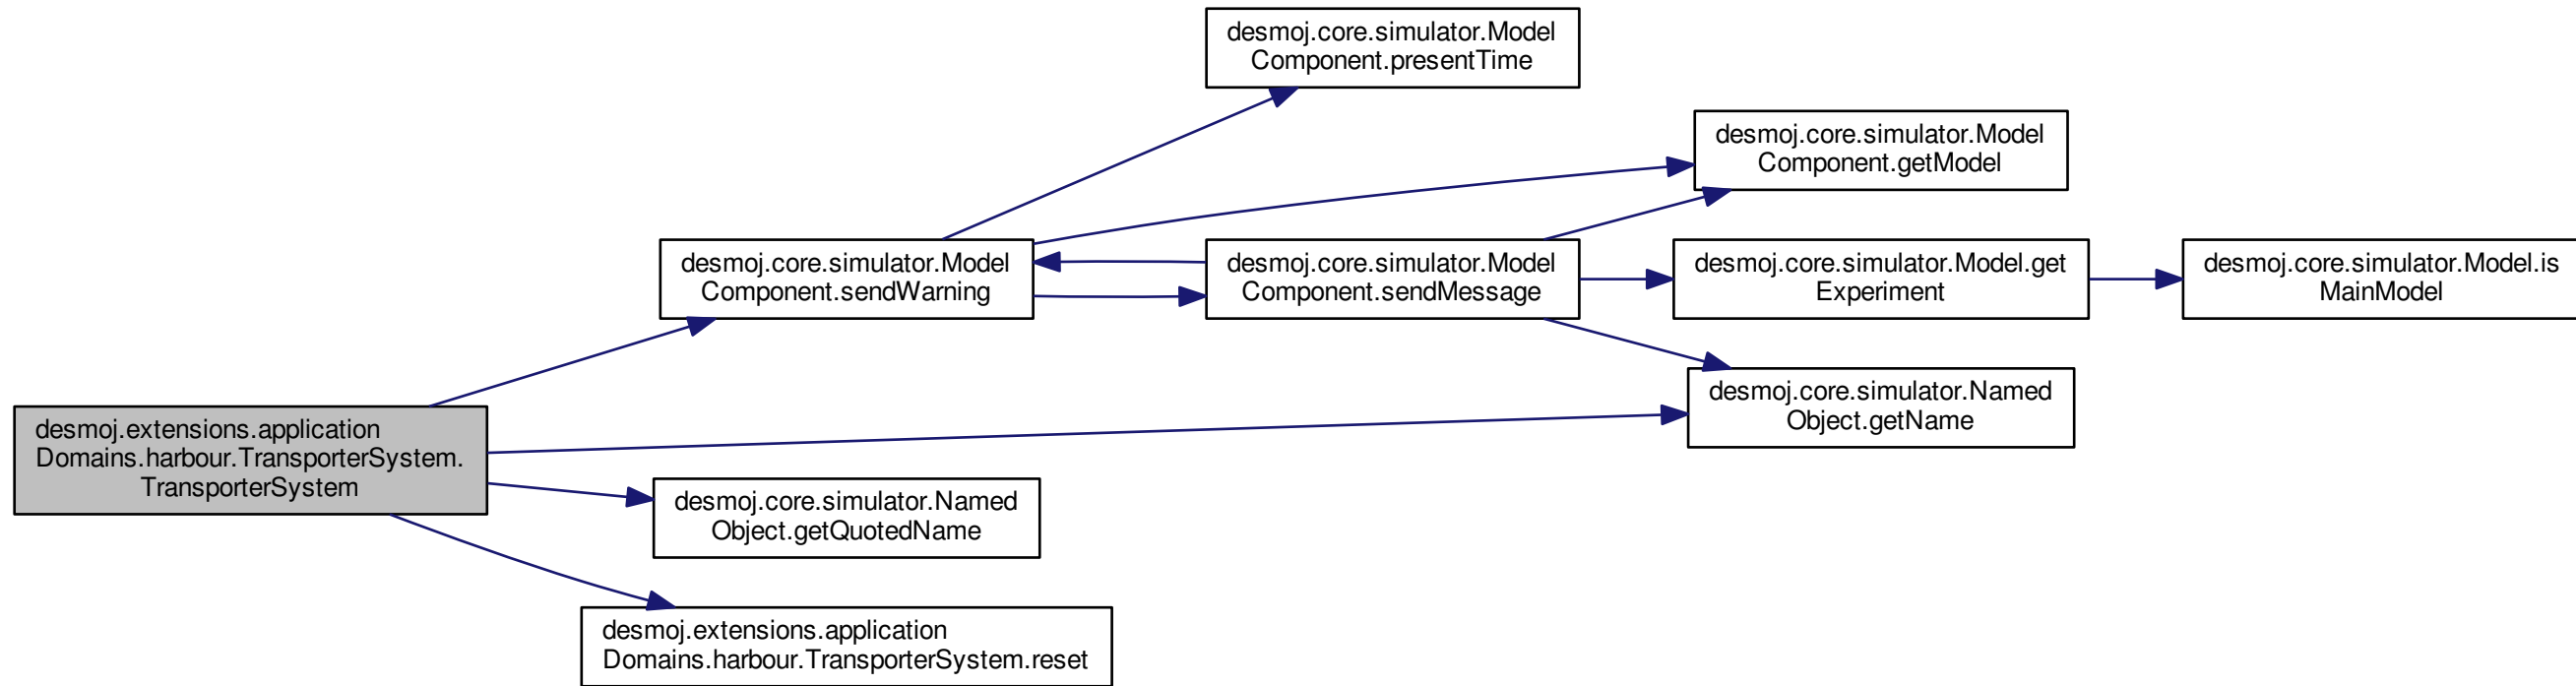 desmoj.core.simulator.Model
Component.presentTime
desmoj.core.simulator.Model
Component.getModel
desmoj.core.simulator.Model
Component.sendWarning
desmoj.core.simulator.Model
Component.sendMessage
desmoj.core.simulator.Model.get
Experiment
desmoj.core.simulator.Model.is
MainModel
desmoj.core.simulator.Named
Object.getName
desmoj.extensions.application
Domains.harbour.TransporterSystem.
TransporterSystem
desmoj.core.simulator.Named
Object.getQuotedName
desmoj.extensions.application
Domains.harbour.TransporterSystem.reset